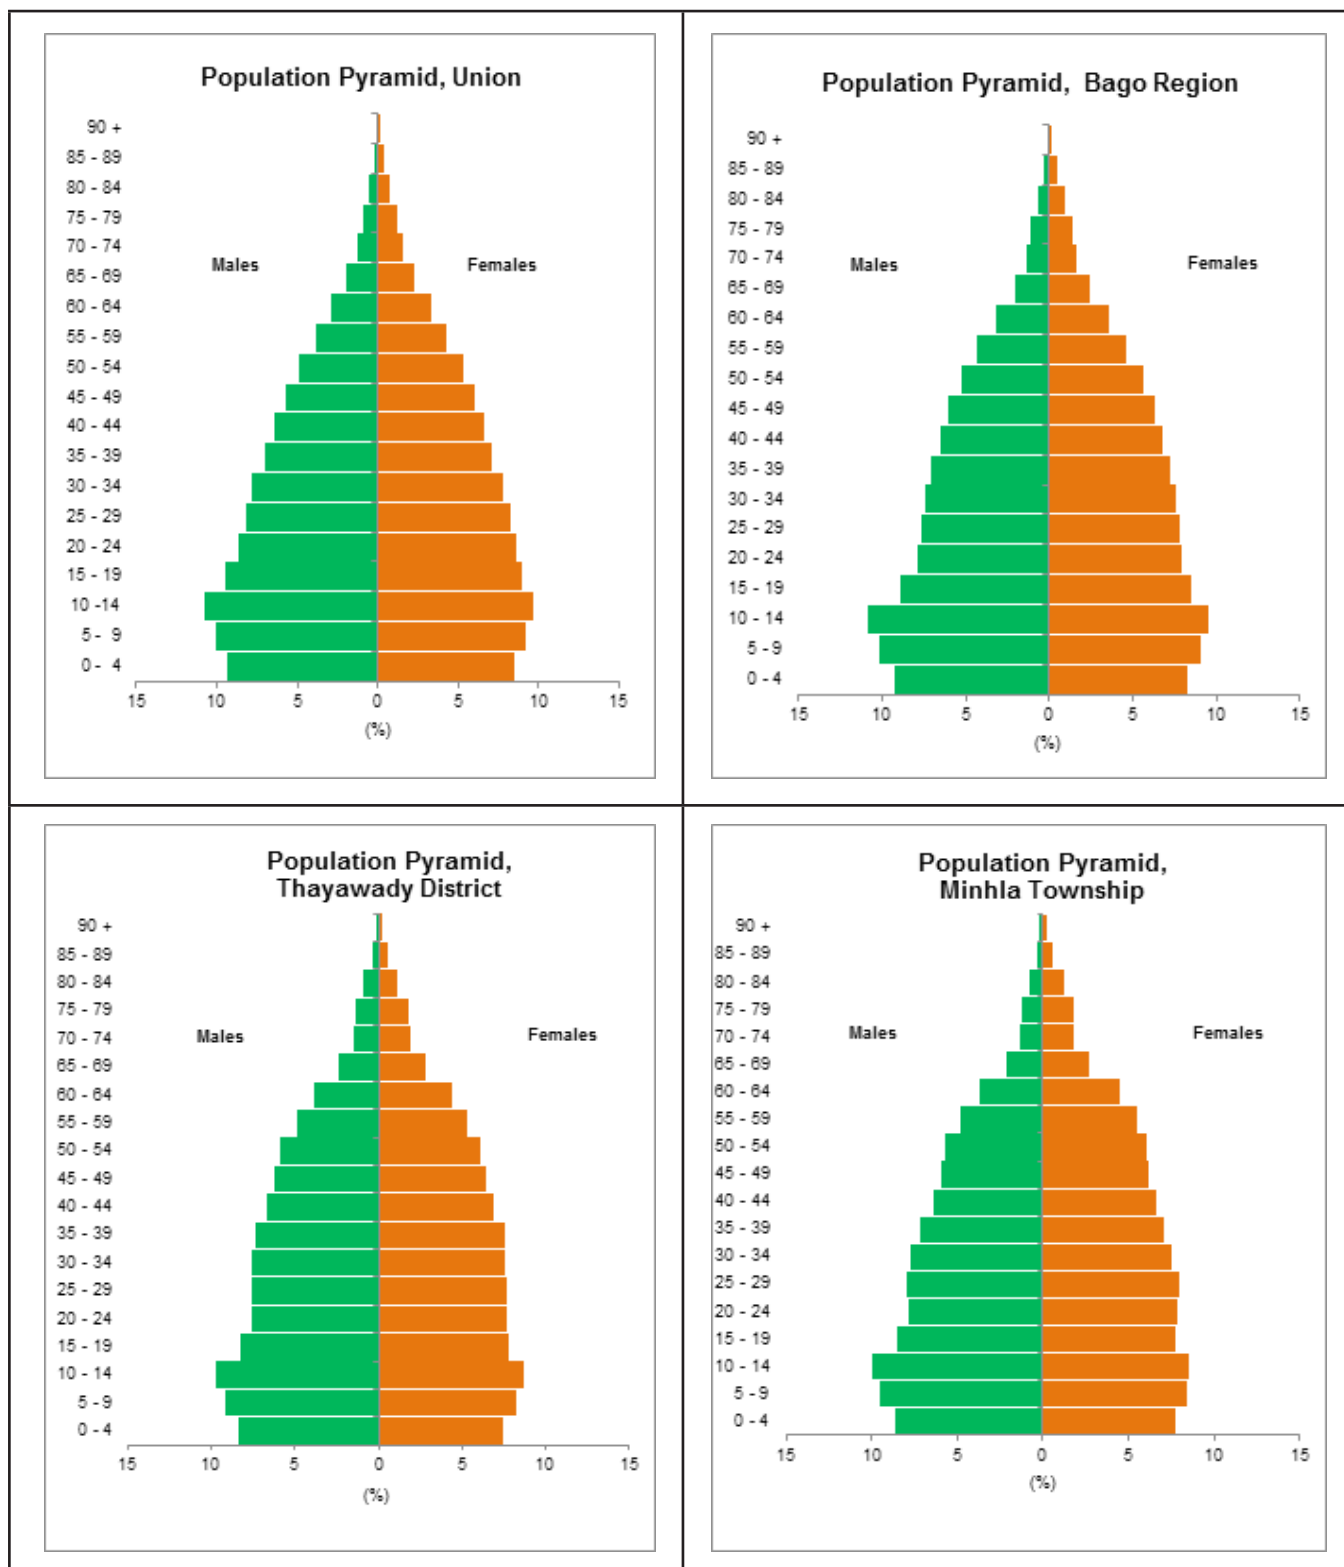 Population Pyramid, Union
90 +
85 - 89
80 - 84
75 - 79
70 - 74
Males
Females
65 - 69
60 - 64
55 - 59
50 - 54
45 - 49
40 - 44
35 - 39
30 - 34
25 - 29
20 - 24
15 - 19
10 -14
5 - 9
0 - 4
15 10 5 0 5 10 15
(%)
Population Pyramid, Bago Region
90 +
85 - 89
80 - 84
75 - 79
70 - 74
Males
Females
65 - 69
60 - 64
55 - 59
50 - 54
45 - 49
40 - 44
35 - 39
30 - 34
25 - 29
20 - 24
15 - 19
10 - 14
5 - 9
0 - 4
15 10 5 0 5 10 15
(%)
Population Pyramid,
Thayawady District
90 +
85 - 89
80 - 84
75 - 79
70 - 74
Males
Females
65 - 69
60 - 64
55 - 59
50 - 54
45 - 49
40 - 44
35 - 39
30 - 34
25 - 29
20 - 24
15 - 19
10 - 14
5 - 9
0 - 4
15 10 5 0 5 10 15
(%)
Population Pyramid,
Minhla Township
90 +
85 - 89
80 - 84
75 - 79
70 - 74
Males
Females
65 - 69
60 - 64
55 - 59
50 - 54
45 - 49
40 - 44
35 - 39
30 - 34
25 - 29
20 - 24
15 - 19
10 - 14
5 - 9
0 - 4
15 10 5 0 5 10 15
(%)